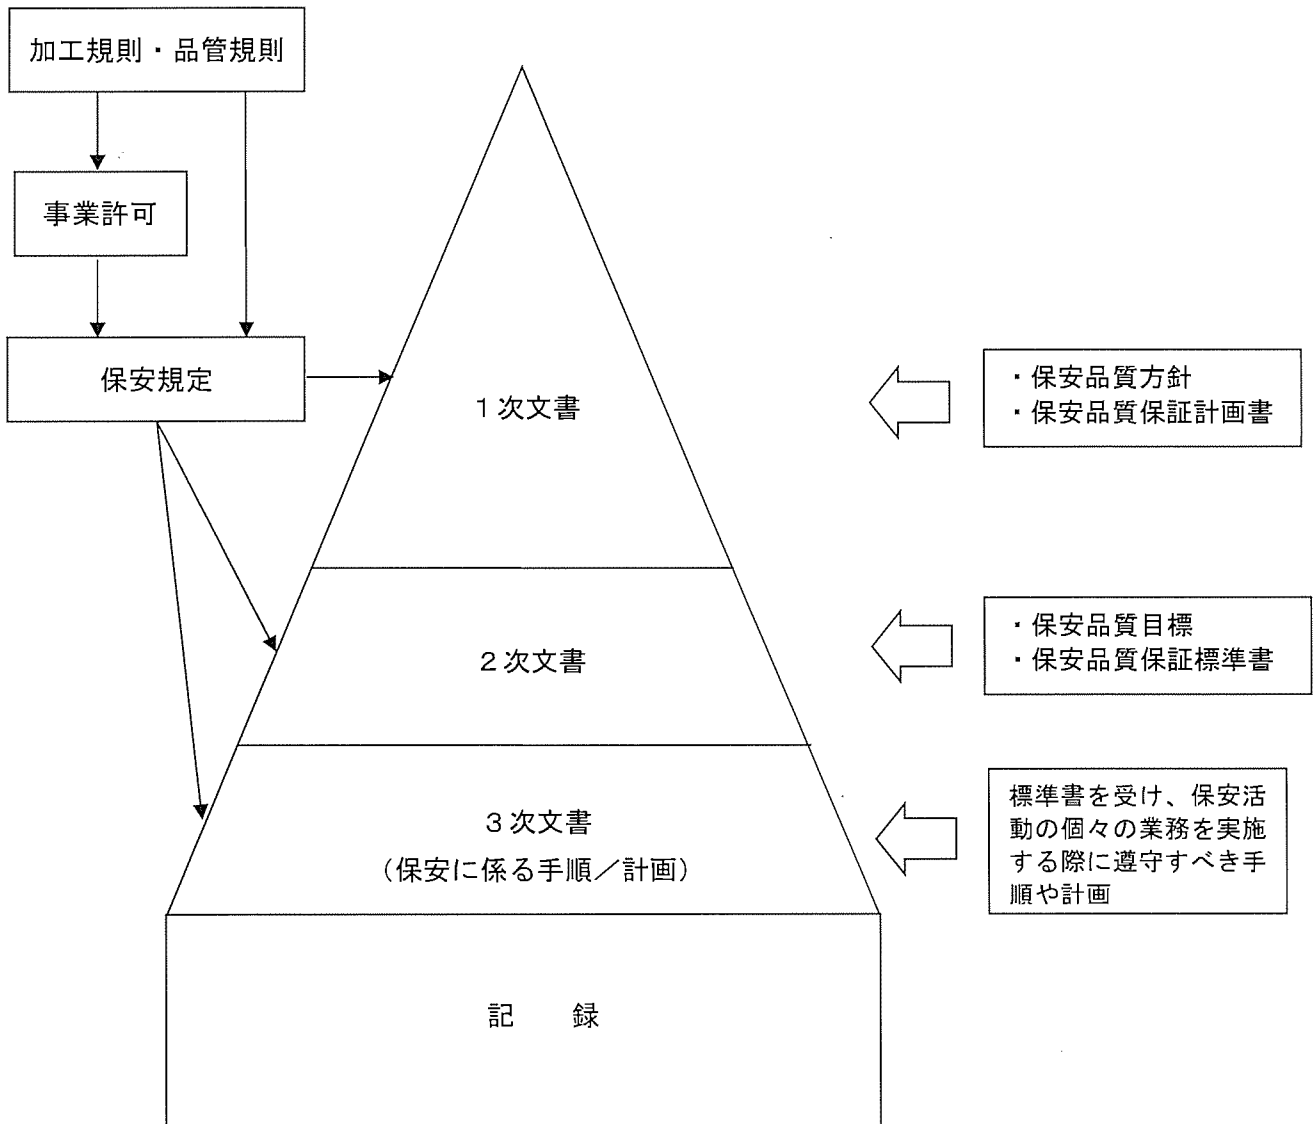 加工規則・品管規則
事業許可
保安規定
１次文書
・保安品質方針
・保安品質保証計画書
２次文書
・保安品質目標
・保安品質保証標準書
３次文書
（保安に係る手順／計画）
標準書を受け、保安活
動の個々の業務を実施
する際に遵守すべき手
順や計画
記　　録